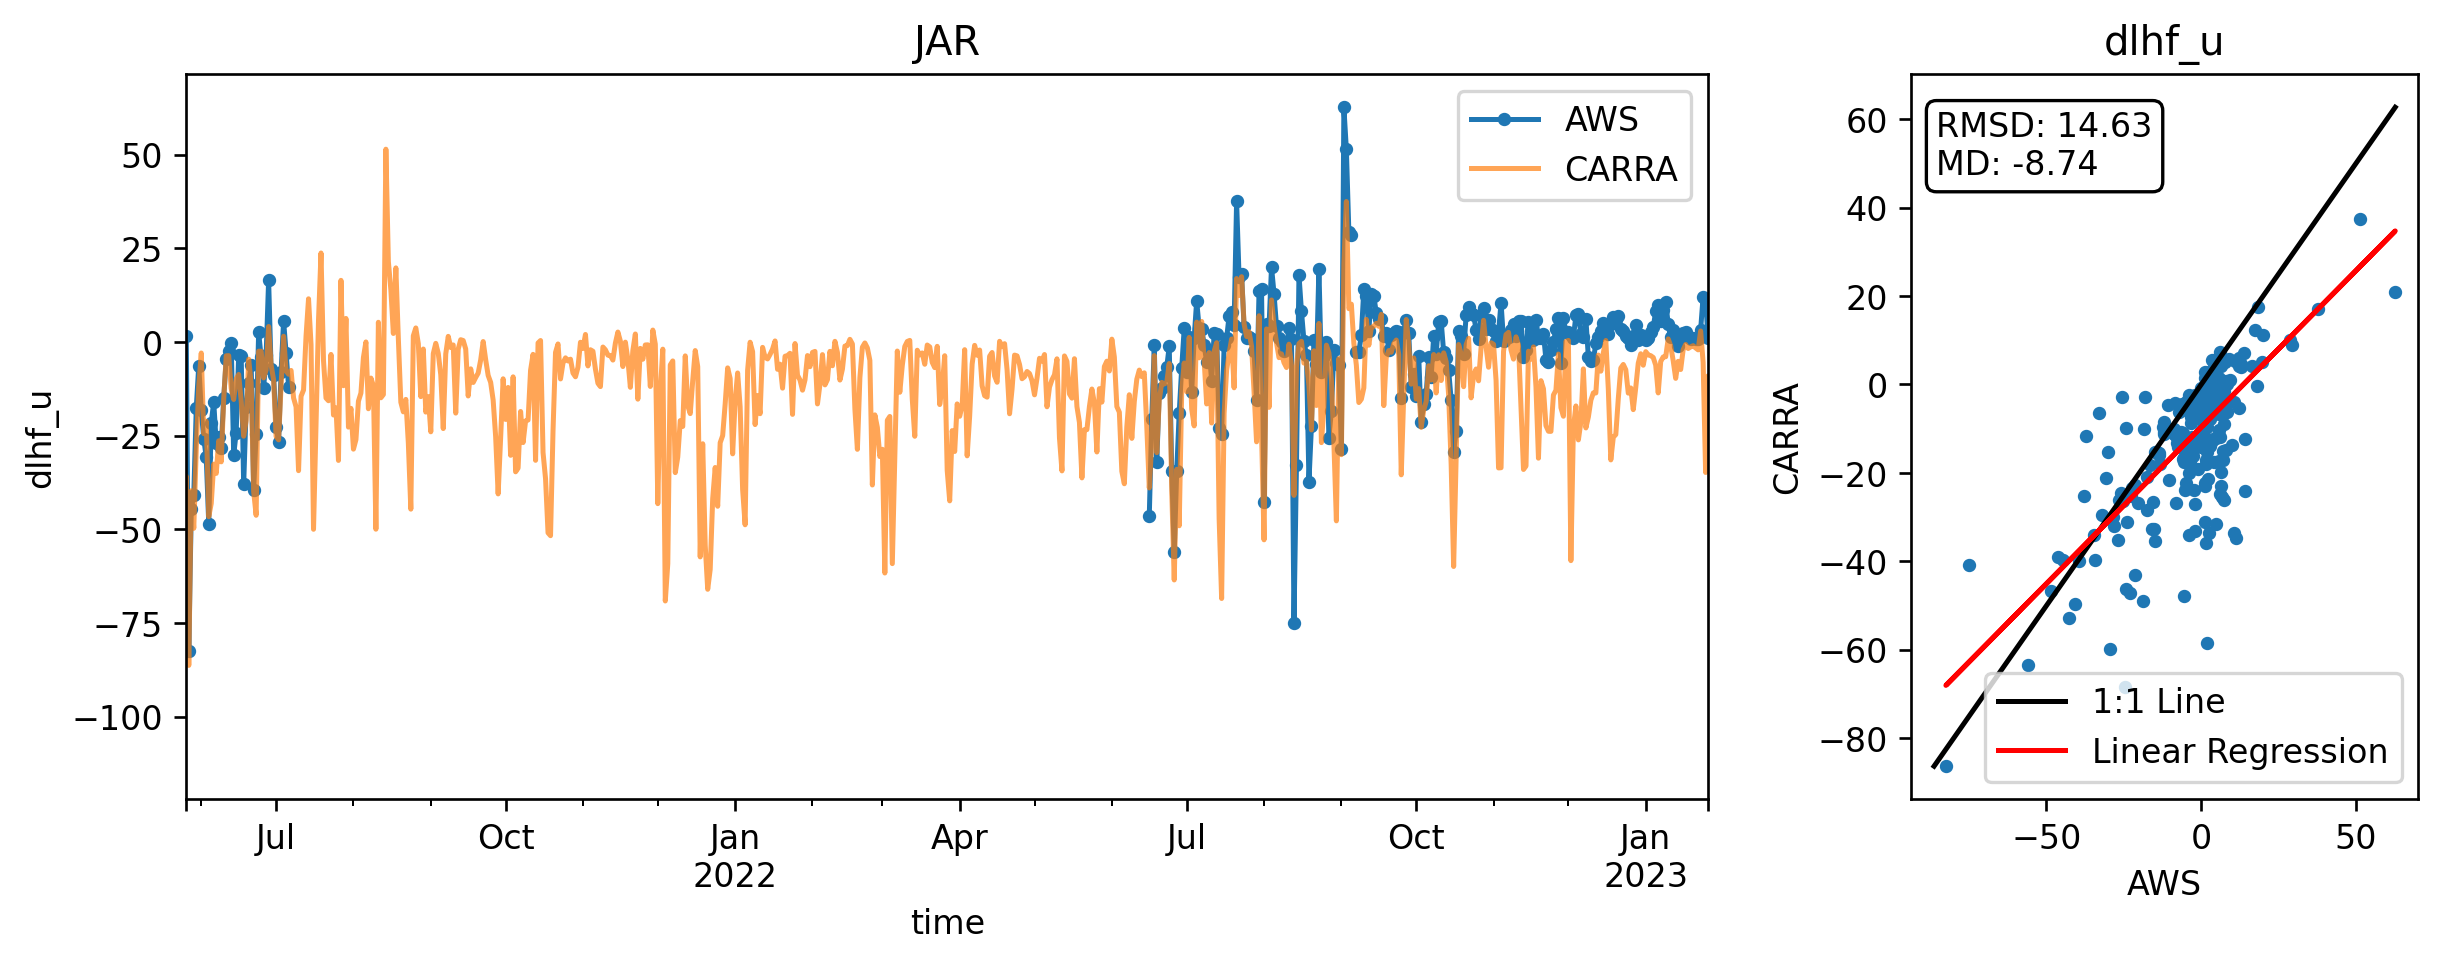 JAR
dlhf_u
50
25
0
−25
−50
−75
−100
AWS
CARRA
Jul
Oct
Jan
2022
Apr
Jul
Oct
Jan
2023
time
dlhf_u
CARRA
60
40
20
0
−20
−40
−60
−80
RMSD: 14.63
MD: -8.74
1:1 Line
Linear Regression
−50
0
50
AWS